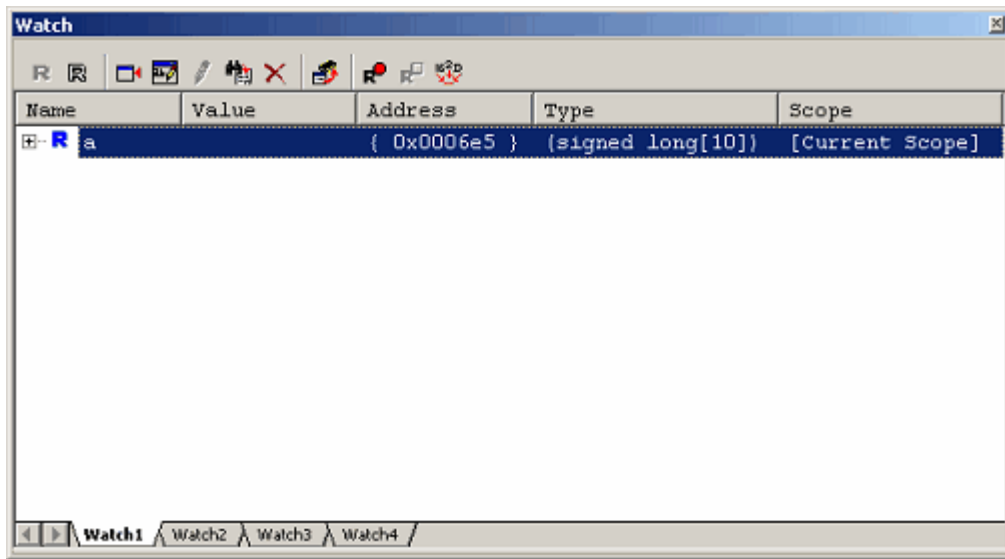 Watch
R R R R
Name Value Address Type Scope
R a { 0x0006e5 } (signed long[10]) [Current Scope]
Watch1 Watch2 Watch3 Watch4